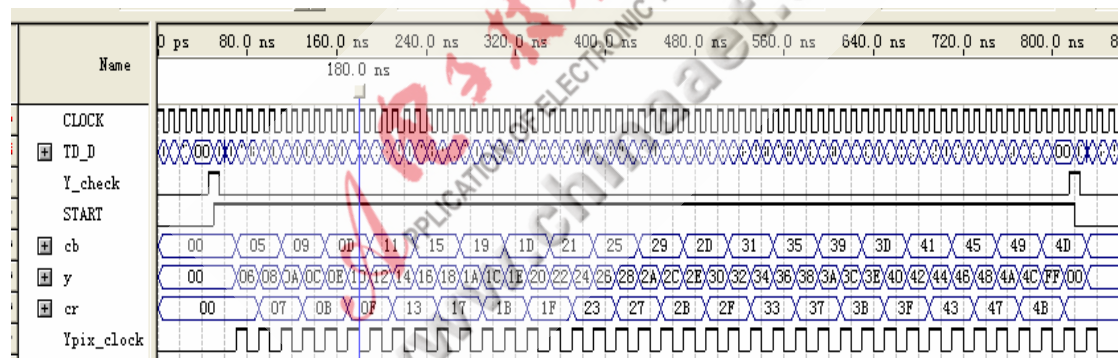 0 ps 80.0 ns 160.0 ns 240.0 ns 320.0 ns 400.0 ns 480.0 ns 560.0 ns 640.0 ns 720.0 ns 800.0 ns 8
Name
180.0 ns
CLOCK
TD_D 00 00
Y_check
START
cb 00 05 09 0D 11 15 19 1D 21 25 29 2D 31 35 39 3D 41 45 49 4D
y 00 06 08 0A 0C 0E 10 12 14 16 18 1A 1C 1E 20 22 24 26 28 2A 2C 2E 30 32 34 36 38 3A 3C 3E 40 42 44 46 48 4A 4C FF 00
cr 00 07 0B 0F 13 17 1B 1F 23 27 2B 2F 33 37 3B 3F 43 47 4B
Ypix_clock
APPLICATION OF ELECTRONIC
www.chinaaet.c